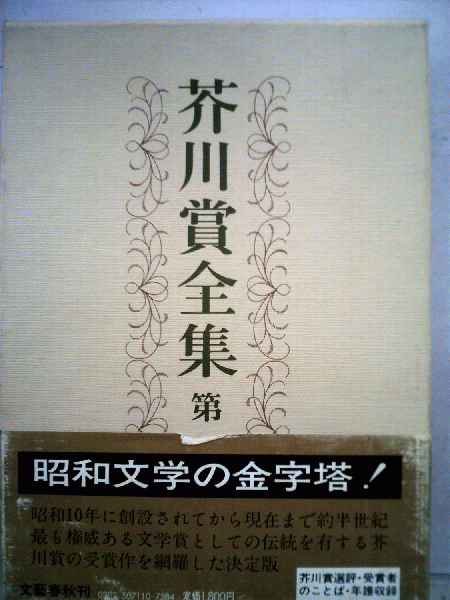 芥川賞全集 第
昭和文学の金字塔!
昭和10年に創設されてから現在まで約半世紀
最も権威ある文学賞としての伝統を有する芥
川賞の受賞作を網羅した決定版
芥川賞選評・受賞者
のことば・年譜収録
文藝春秋刊 0393-507110-7384 定価1,800円